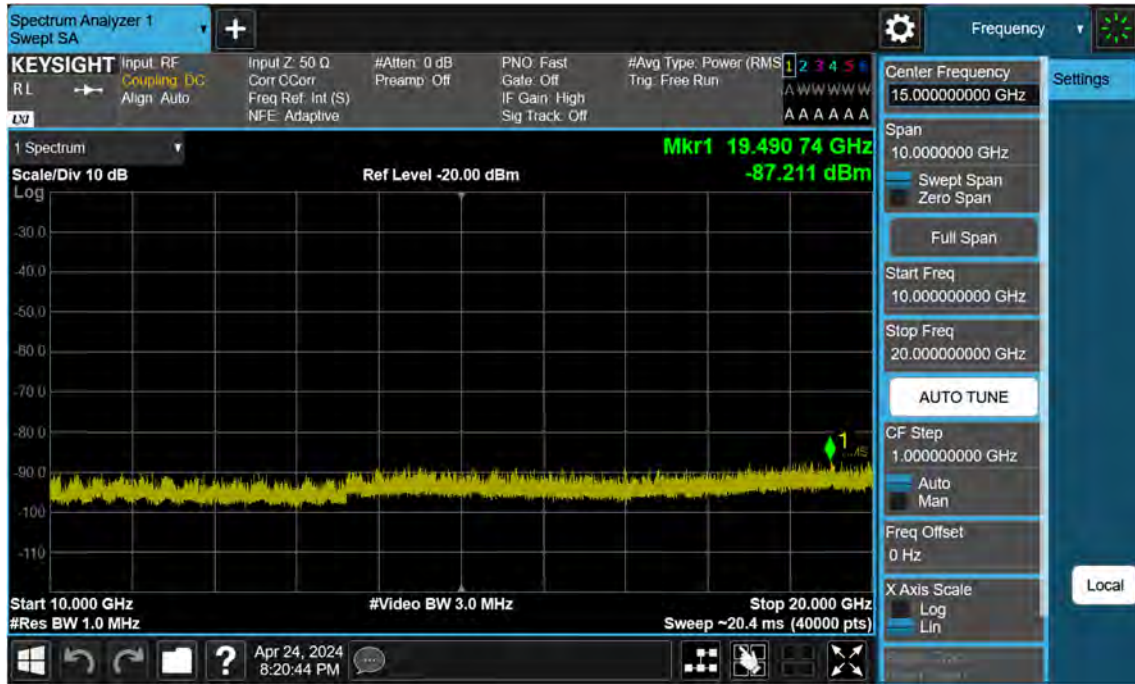 Spectrum Analyzer 1
Swept SA
+
Frequency
KEYSIGHT
RL
LXI
Input: RF
Coupling: DC
Align: Auto
Input Z: 50 Ω
Corr CCorr
Freq Ref: Int (S)
NFE: Adaptive
#Atten: 0 dB
Preamp: Off
PNO: Fast
Gate: Off
IF Gain: High
Sig Track: Off
#Avg Type: Power (RMS
Trig: Free Run
1 2 3 4 5 6
A W W W W W
A A A A A A
Center Frequency
15.000000000 GHz
Settings
1 Spectrum
Mkr1 19.490 74 GHz
-87.211 dBm
Scale/Div 10 dB
Ref Level -20.00 dBm
Log
-30.0
-40.0
-50.0
-60.0
-70.0
-80.0
-90.0
-100
-110
1
Span
10.0000000 GHz
Swept Span
Zero Span
Full Span
Start Freq
10.000000000 GHz
Stop Freq
20.000000000 GHz
AUTO TUNE
CF Step
1.000000000 GHz
Auto
Man
Freq Offset
0 Hz
X Axis Scale
Log
Lin
Local
Start 10.000 GHz
#Video BW 3.0 MHz
Stop 20.000 GHz
#Res BW 1.0 MHz
Sweep ~20.4 ms (40000 pts)
?
Apr 24, 2024
8:20:44 PM